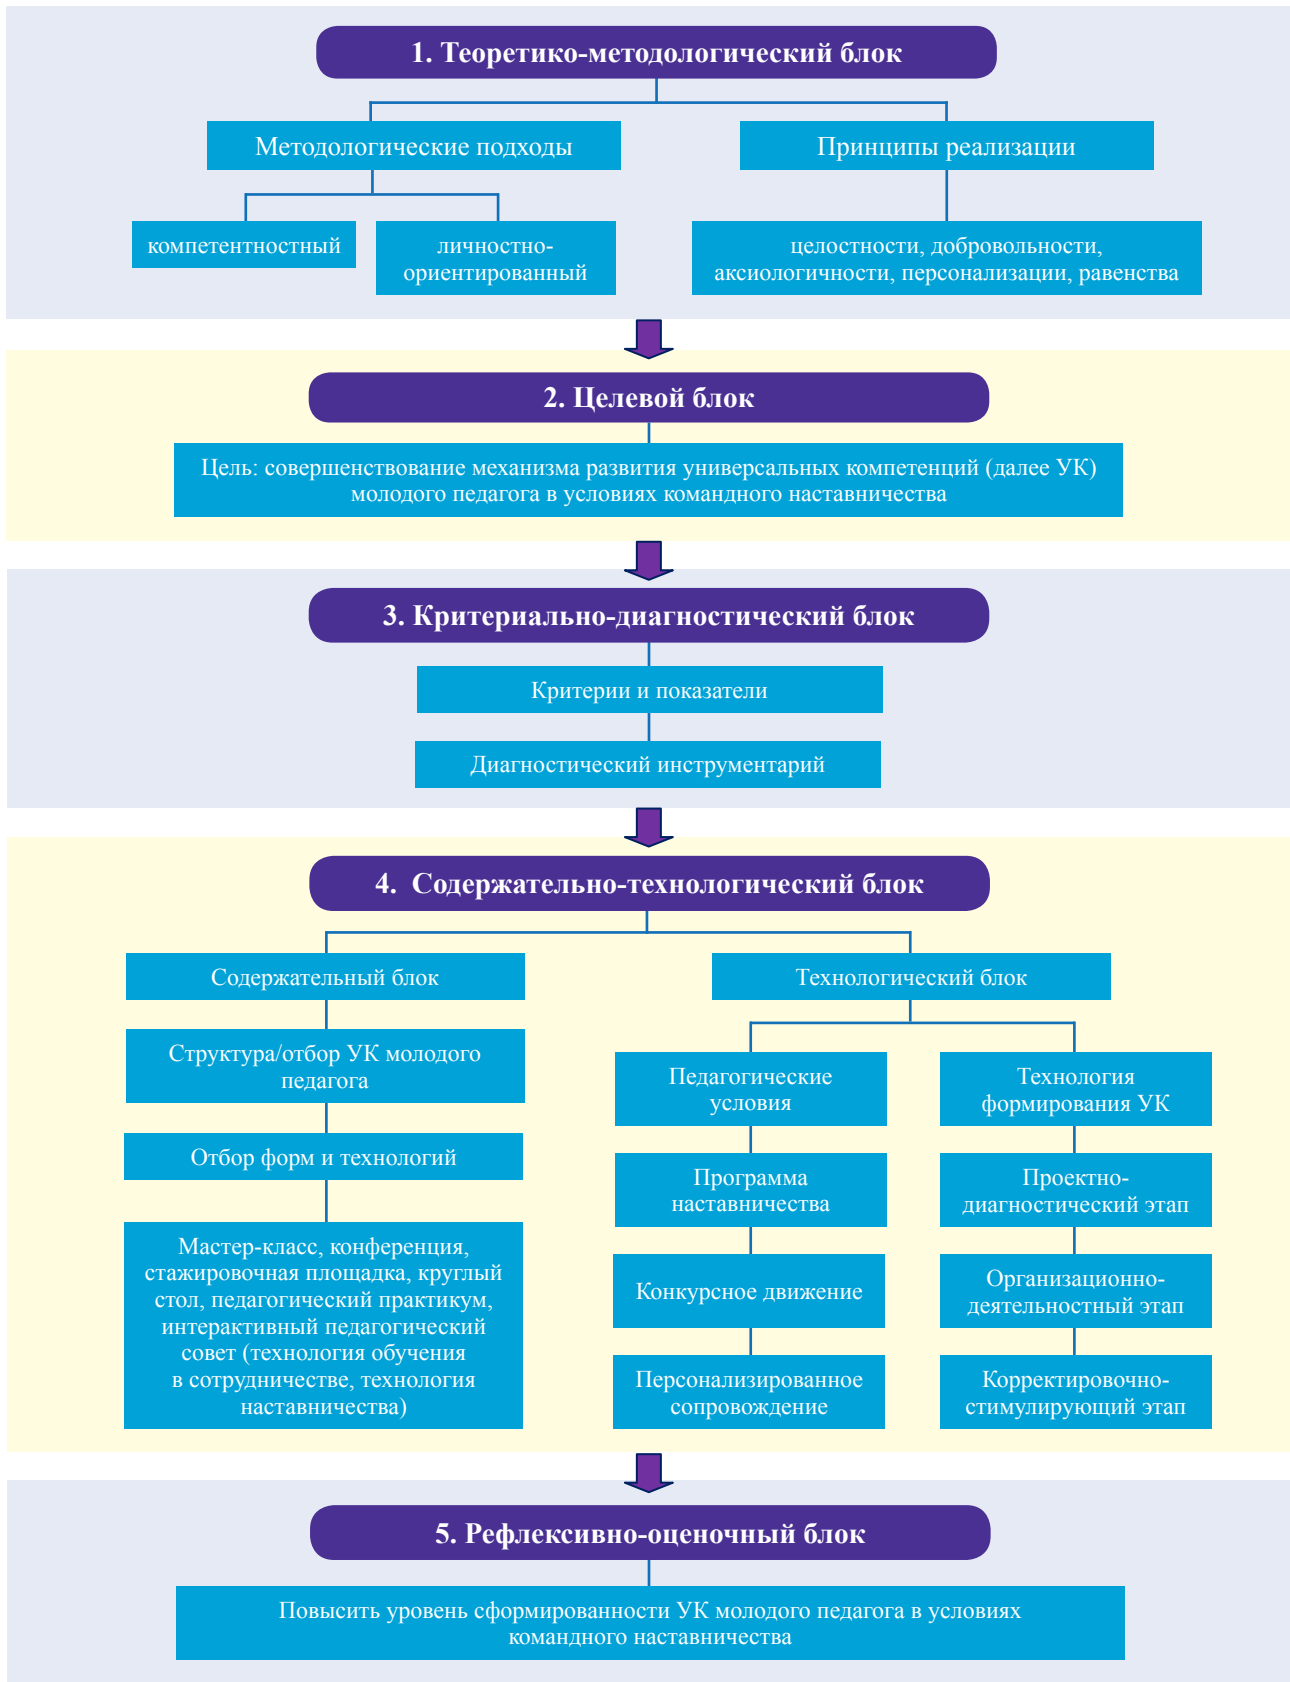 1. Теоретико-методологический блок
Методологические подходы
Принципы реализации
компетентностный
личностно-
ориентированный
целостности, добровольности,
аксиологичности, персонализации, равенства
2. Целевой блок
Цель: совершенствование механизма развития универсальных компетенций (далее УК)
молодого педагога в условиях командного наставничества
3. Критериально-диагностический блок
Критерии и показатели
Диагностический инструментарий
4. Содержательно-технологический блок
Содержательный блок
Структура/отбор УК молодого
педагога
Отбор форм и технологий
Мастер-класс, конференция,
стажировочная площадка, круглый
стол, педагогический практикум,
интерактивный педагогический
совет (технология обучения
в сотрудничестве, технология
наставничества)
Технологический блок
Педагогические
условия
Программа
наставничества
Конкурсное движение
Персонализированное
сопровождение
Технология
формирования УК
Проектно-
диагностический этап
Организационно-
деятельностный этап
Корректировочно-
стимулирующий этап
5. Рефлексивно-оценочный блок
Повысить уровень сформированности УК молодого педагога в условиях
командного наставничества